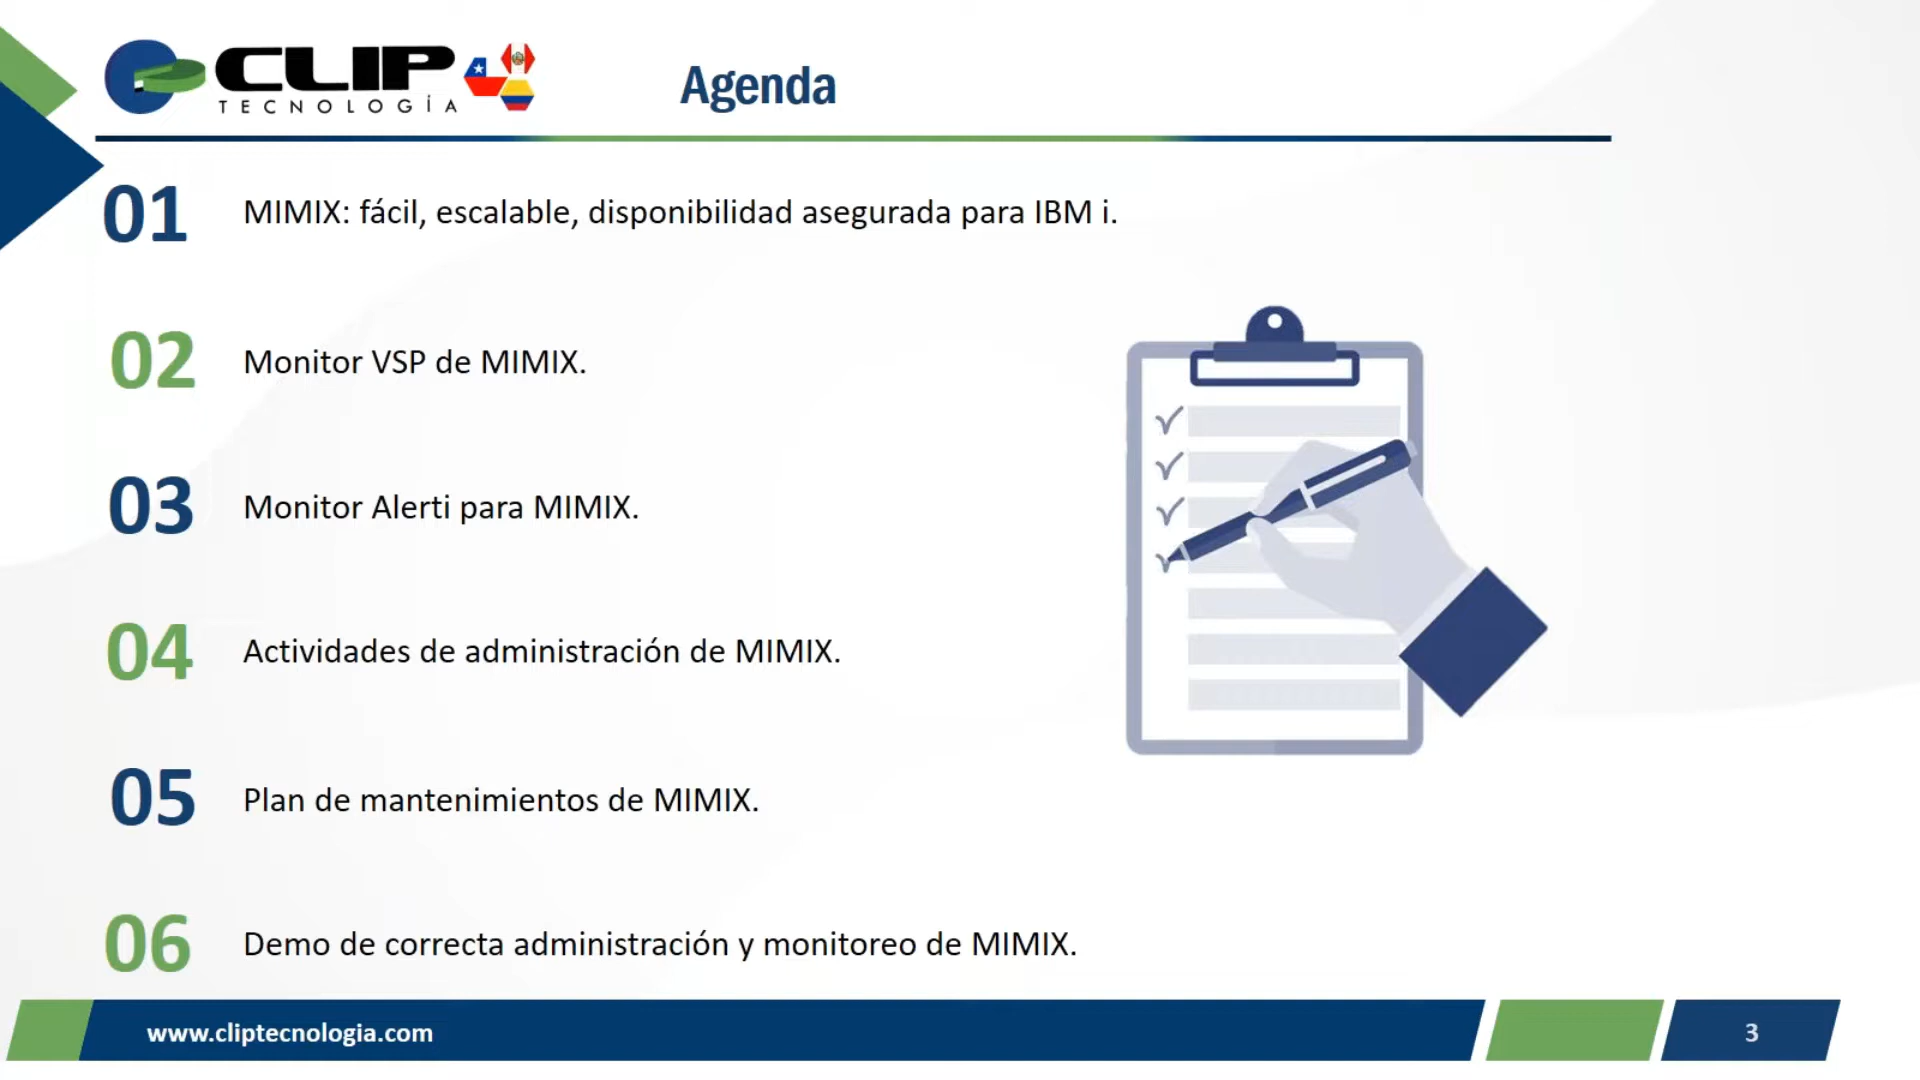 CLIP
TECNOLOGÍA
Agenda
01 MIMIX: fácil, escalable, disponibilidad asegurada para IBM i.
02 Monitor VSP de MIMIX.
03 Monitor Alerti para MIMIX.
04 Actividades de administración de MIMIX.
05 Plan de mantenimientos de MIMIX.
06 Demo de correcta administración y monitoreo de MIMIX.
www.cliptecnologia.com
3